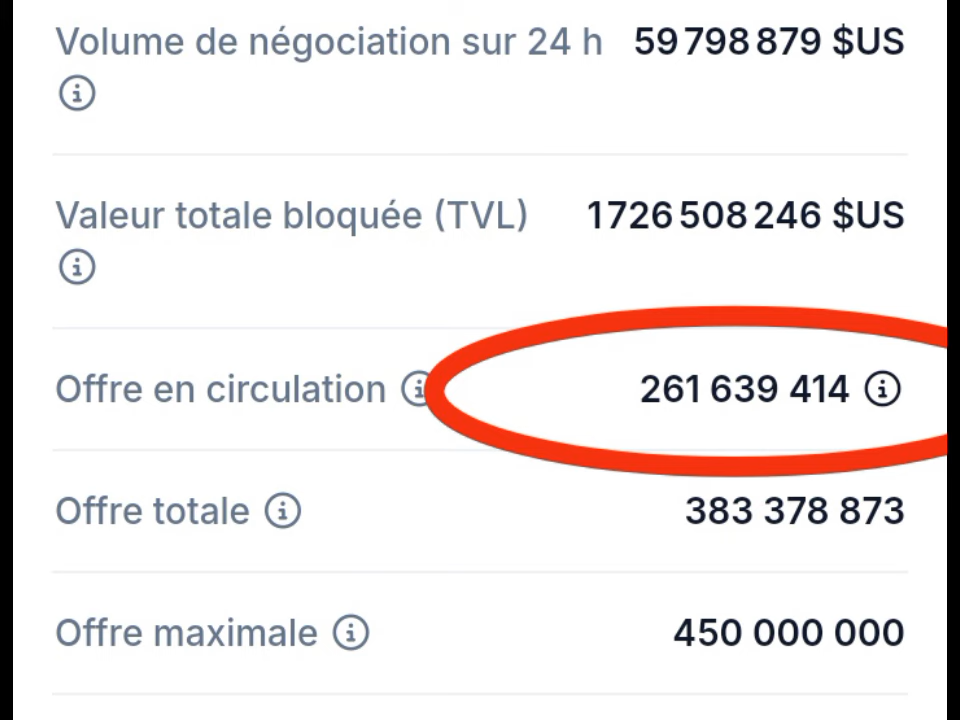 Volume de négociation sur 24 h 59 798 879 $US
Valeur totale bloquée (TVL) 1 726 508 246 $US
Offre en circulation 261 639 414
Offre totale 383 378 873
Offre maximale 450 000 000